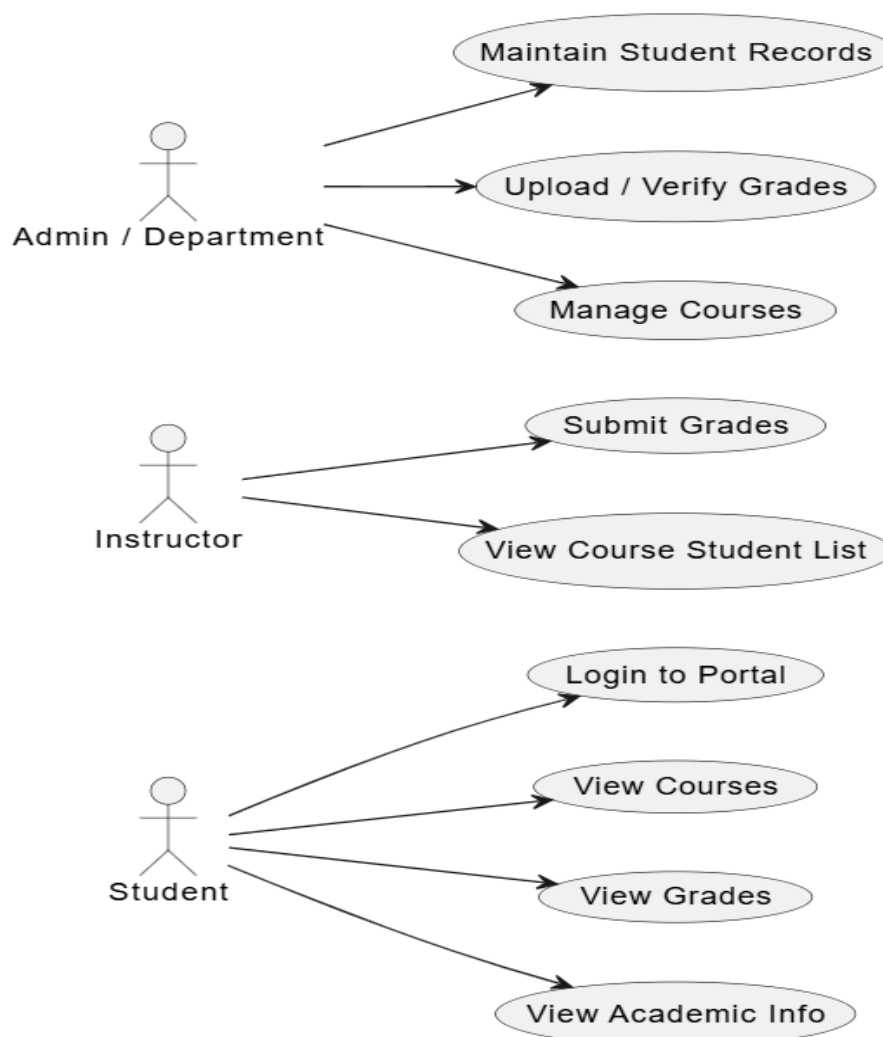 Maintain Student Records
Upload / Verify Grades
Admin / Department
Manage Courses
Submit Grades
Instructor
View Course Student List
Login to Portal
View Courses
Student
View Grades
View Academic Info